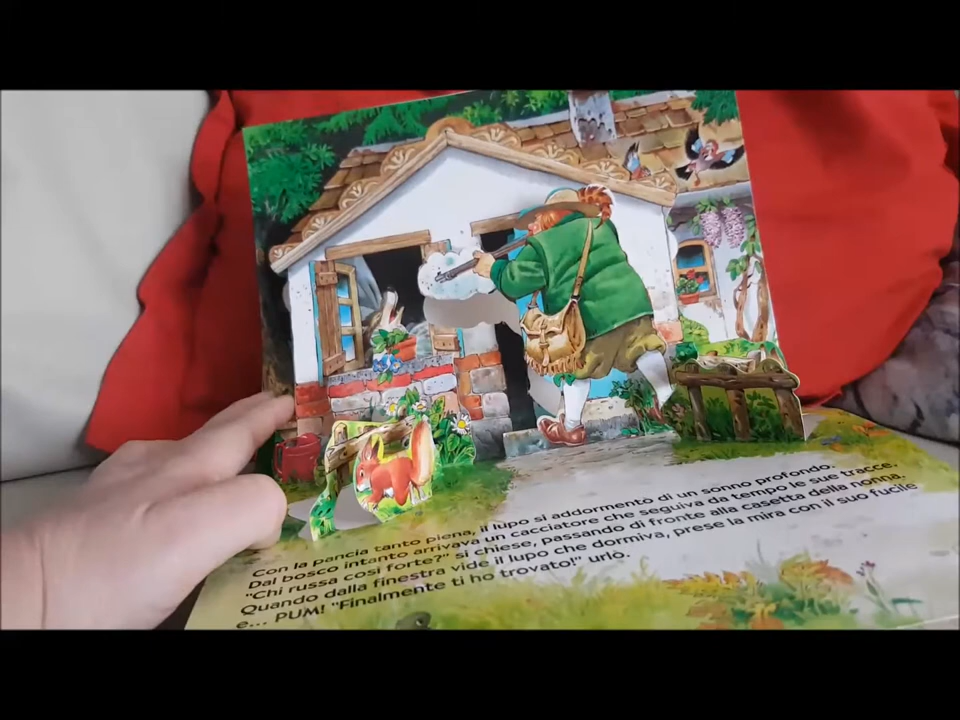 Con la pancia tanto piena, il lupo si addormentò di un sonno profondo.
Dal bosco intanto arriva il cacciatore che seguiva da tempo le sue tracce.
"Chi russa così forte?" si chiese, passando di fronte alla casetta della nonna.
Quando dalla finestra vide il lupo che dormiva, prese la mira con il suo fucile
e... PUM! "Finalmente ti ho trovato!" urlò.